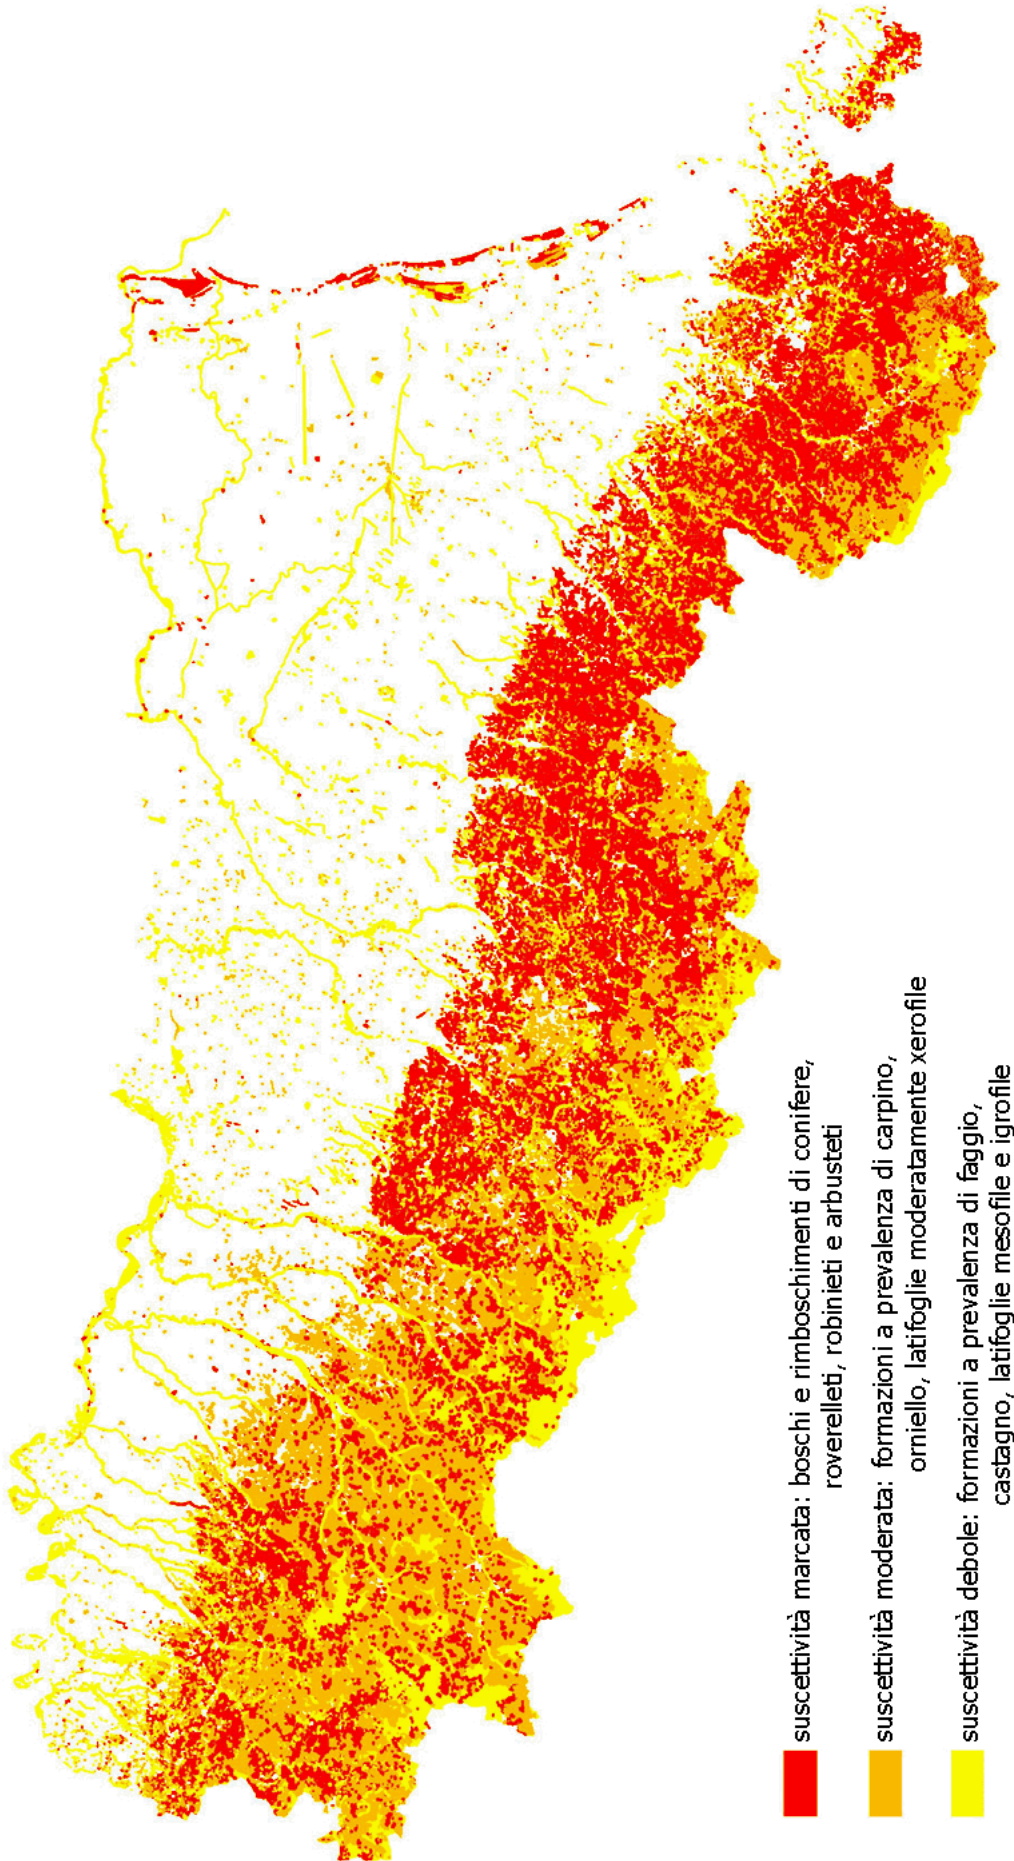 suscettività marcata: boschi e rimboschimenti di conifere,
roverelleti, robinieti e arbusteti
suscettività moderata: formazioni a prevalenza di carpino,
orniello, latifoglie moderatamente xerofile
suscettività debole: formazioni a prevalenza di faggio,
castagno, latifoglie mesofile e igrofile